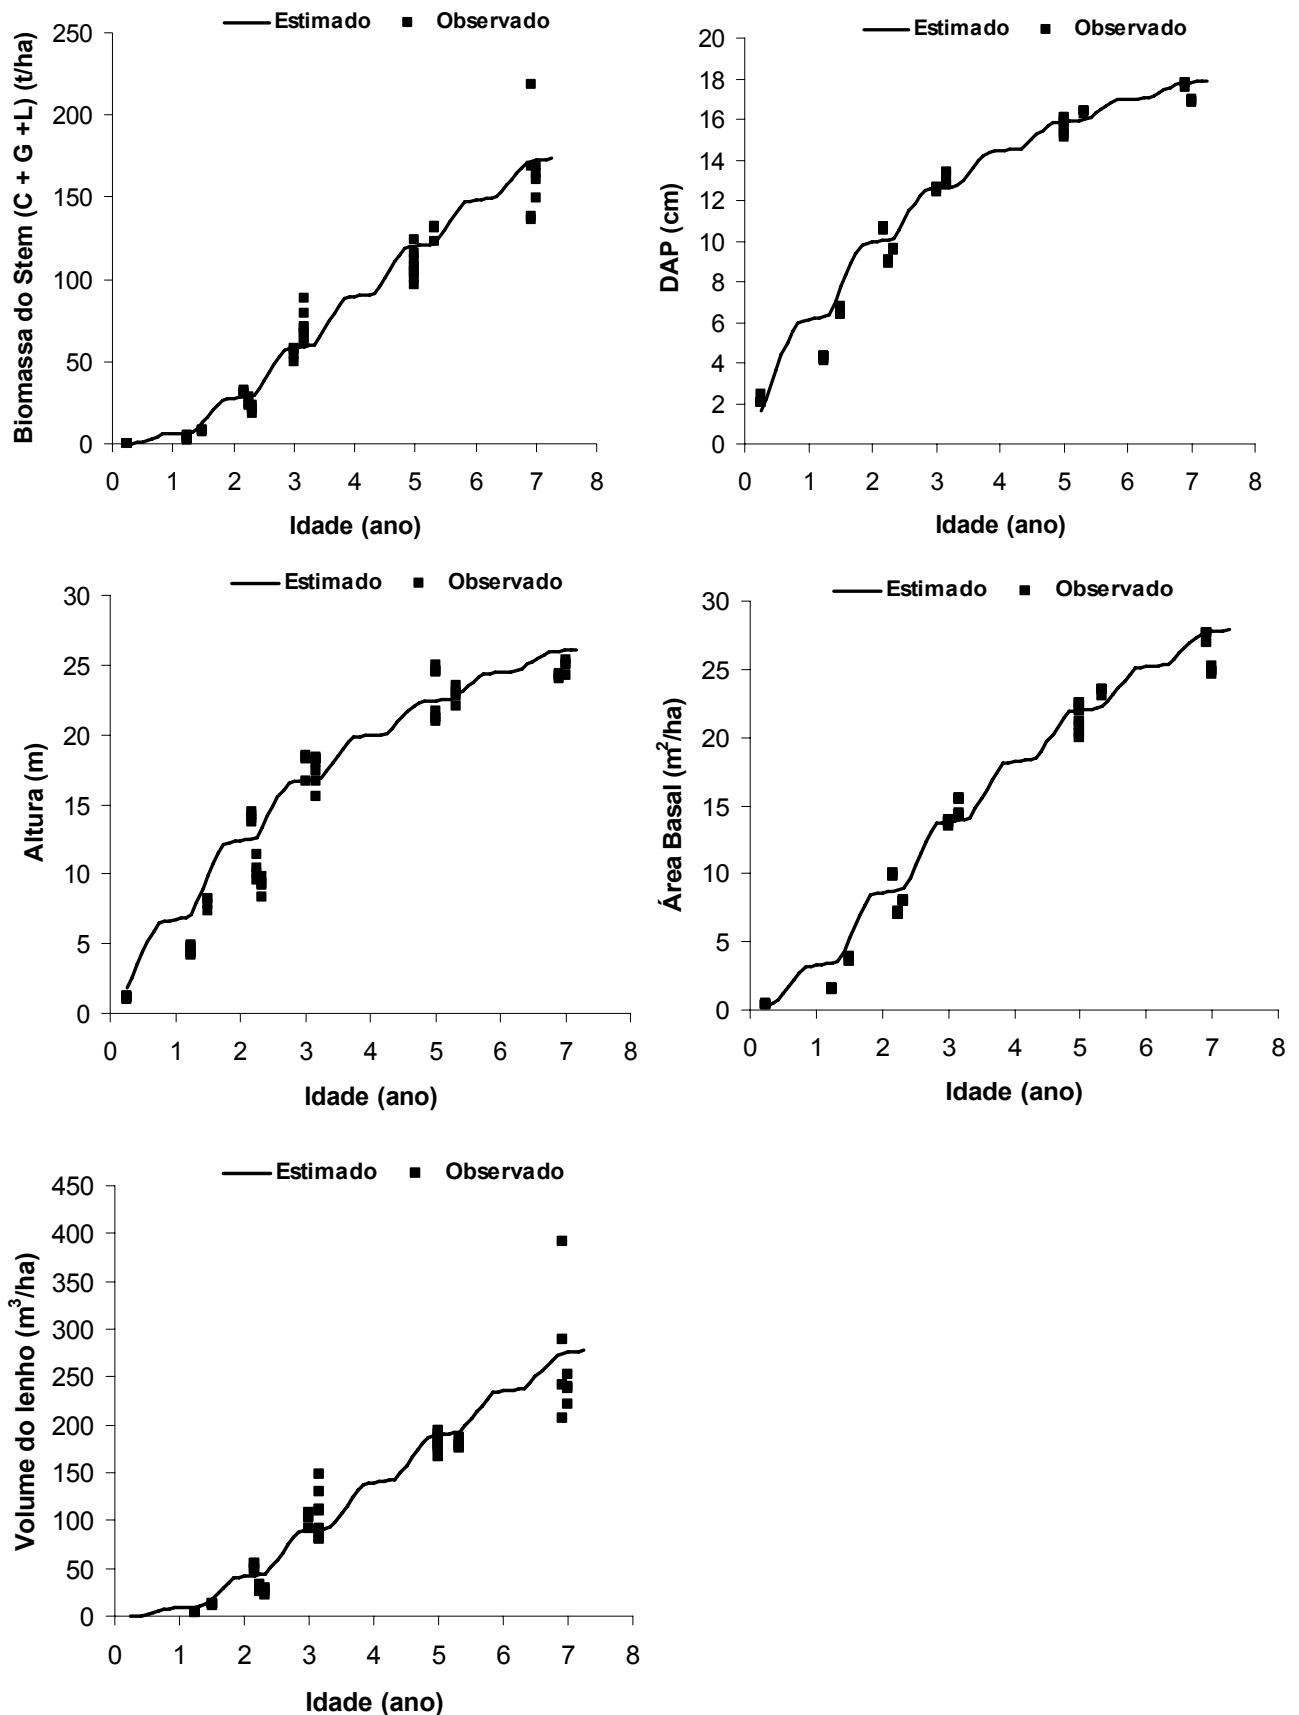 Estimado Observado
Biomassa do Stem (C + G +L) (t/ha)
250
200
150
100
50
0
0 1 2 3 4 5 6 7 8
Idade (ano)
Estimado Observado
DAP (cm)
20
18
16
14
12
10
8
6
4
2
0
0 1 2 3 4 5 6 7 8
Idade (ano)
Estimado Observado
Altura (m)
30
25
20
15
10
5
0
0 1 2 3 4 5 6 7 8
Idade (ano)
Estimado Observado
Área Basal (m²/ha)
30
25
20
15
10
5
0
0 1 2 3 4 5 6 7 8
Idade (ano)
Estimado Observado
Volume do lenho (m³/ha)
450
400
350
300
250
200
150
100
50
0
0 1 2 3 4 5 6 7 8
Idade (ano)